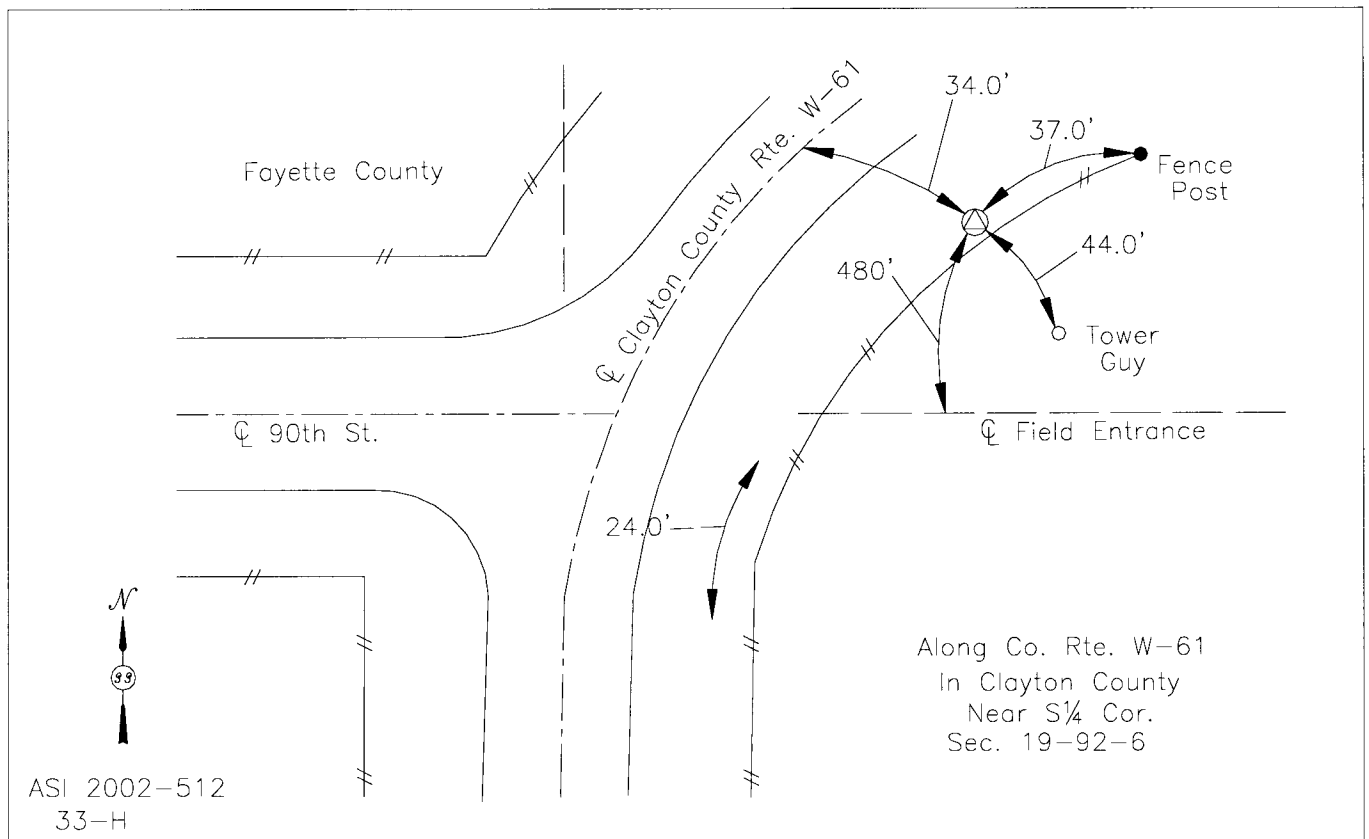 34.0'
℄ Clayton County Rte. W-61
37.0'
Fayette County
Fence
Post
480'
44.0'
Tower
Guy
℄ 90th St.
℄ Field Entrance
24.0'
N
Along Co. Rte. W-61
In Clayton County
Near S¼ Cor.
Sec. 19-92-6
ASI 2002-512
33-H